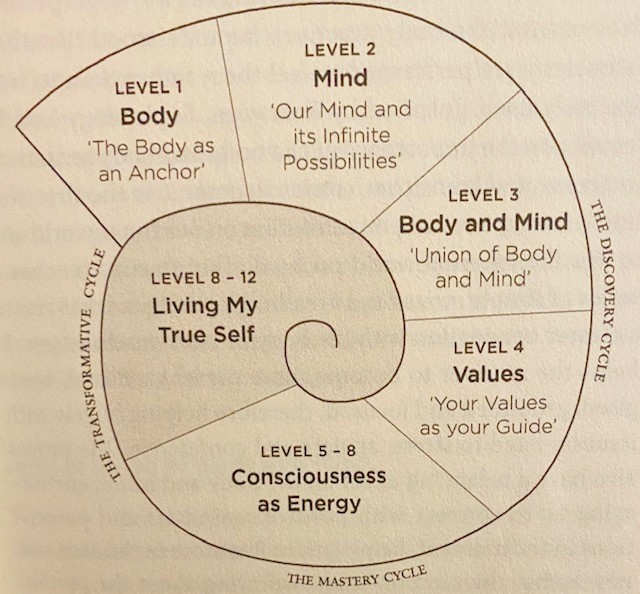 LEVEL 1
Body
'The Body as
an Anchor'
LEVEL 2
Mind
'Our Mind and
its Infinite
Possibilities'
LEVEL 3
Body and Mind
'Union of Body
and Mind'
LEVEL 4
Values
'Your Values
as your Guide'
LEVEL 5 - 8
Consciousness
as Energy
LEVEL 8 - 12
Living My
True Self
THE DISCOVERY CYCLE
THE MASTERY CYCLE
THE TRANSFORMATIVE CYCLE